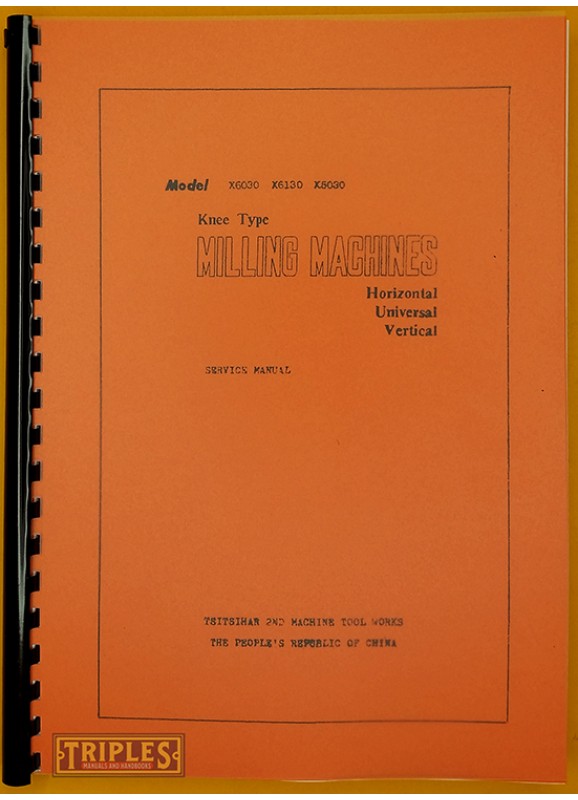 Model X6030 X6130 X5030
Knee Type
MILLING MACHINES
Horizontal
Universal
Vertical
SERVICE MANUAL
TSITSIHAR 2ND MACHINE TOOL WORKS
THE PEOPLE'S REPUBLIC OF CHINA
TRIPLES
MANUALS AND HANDBOOKS